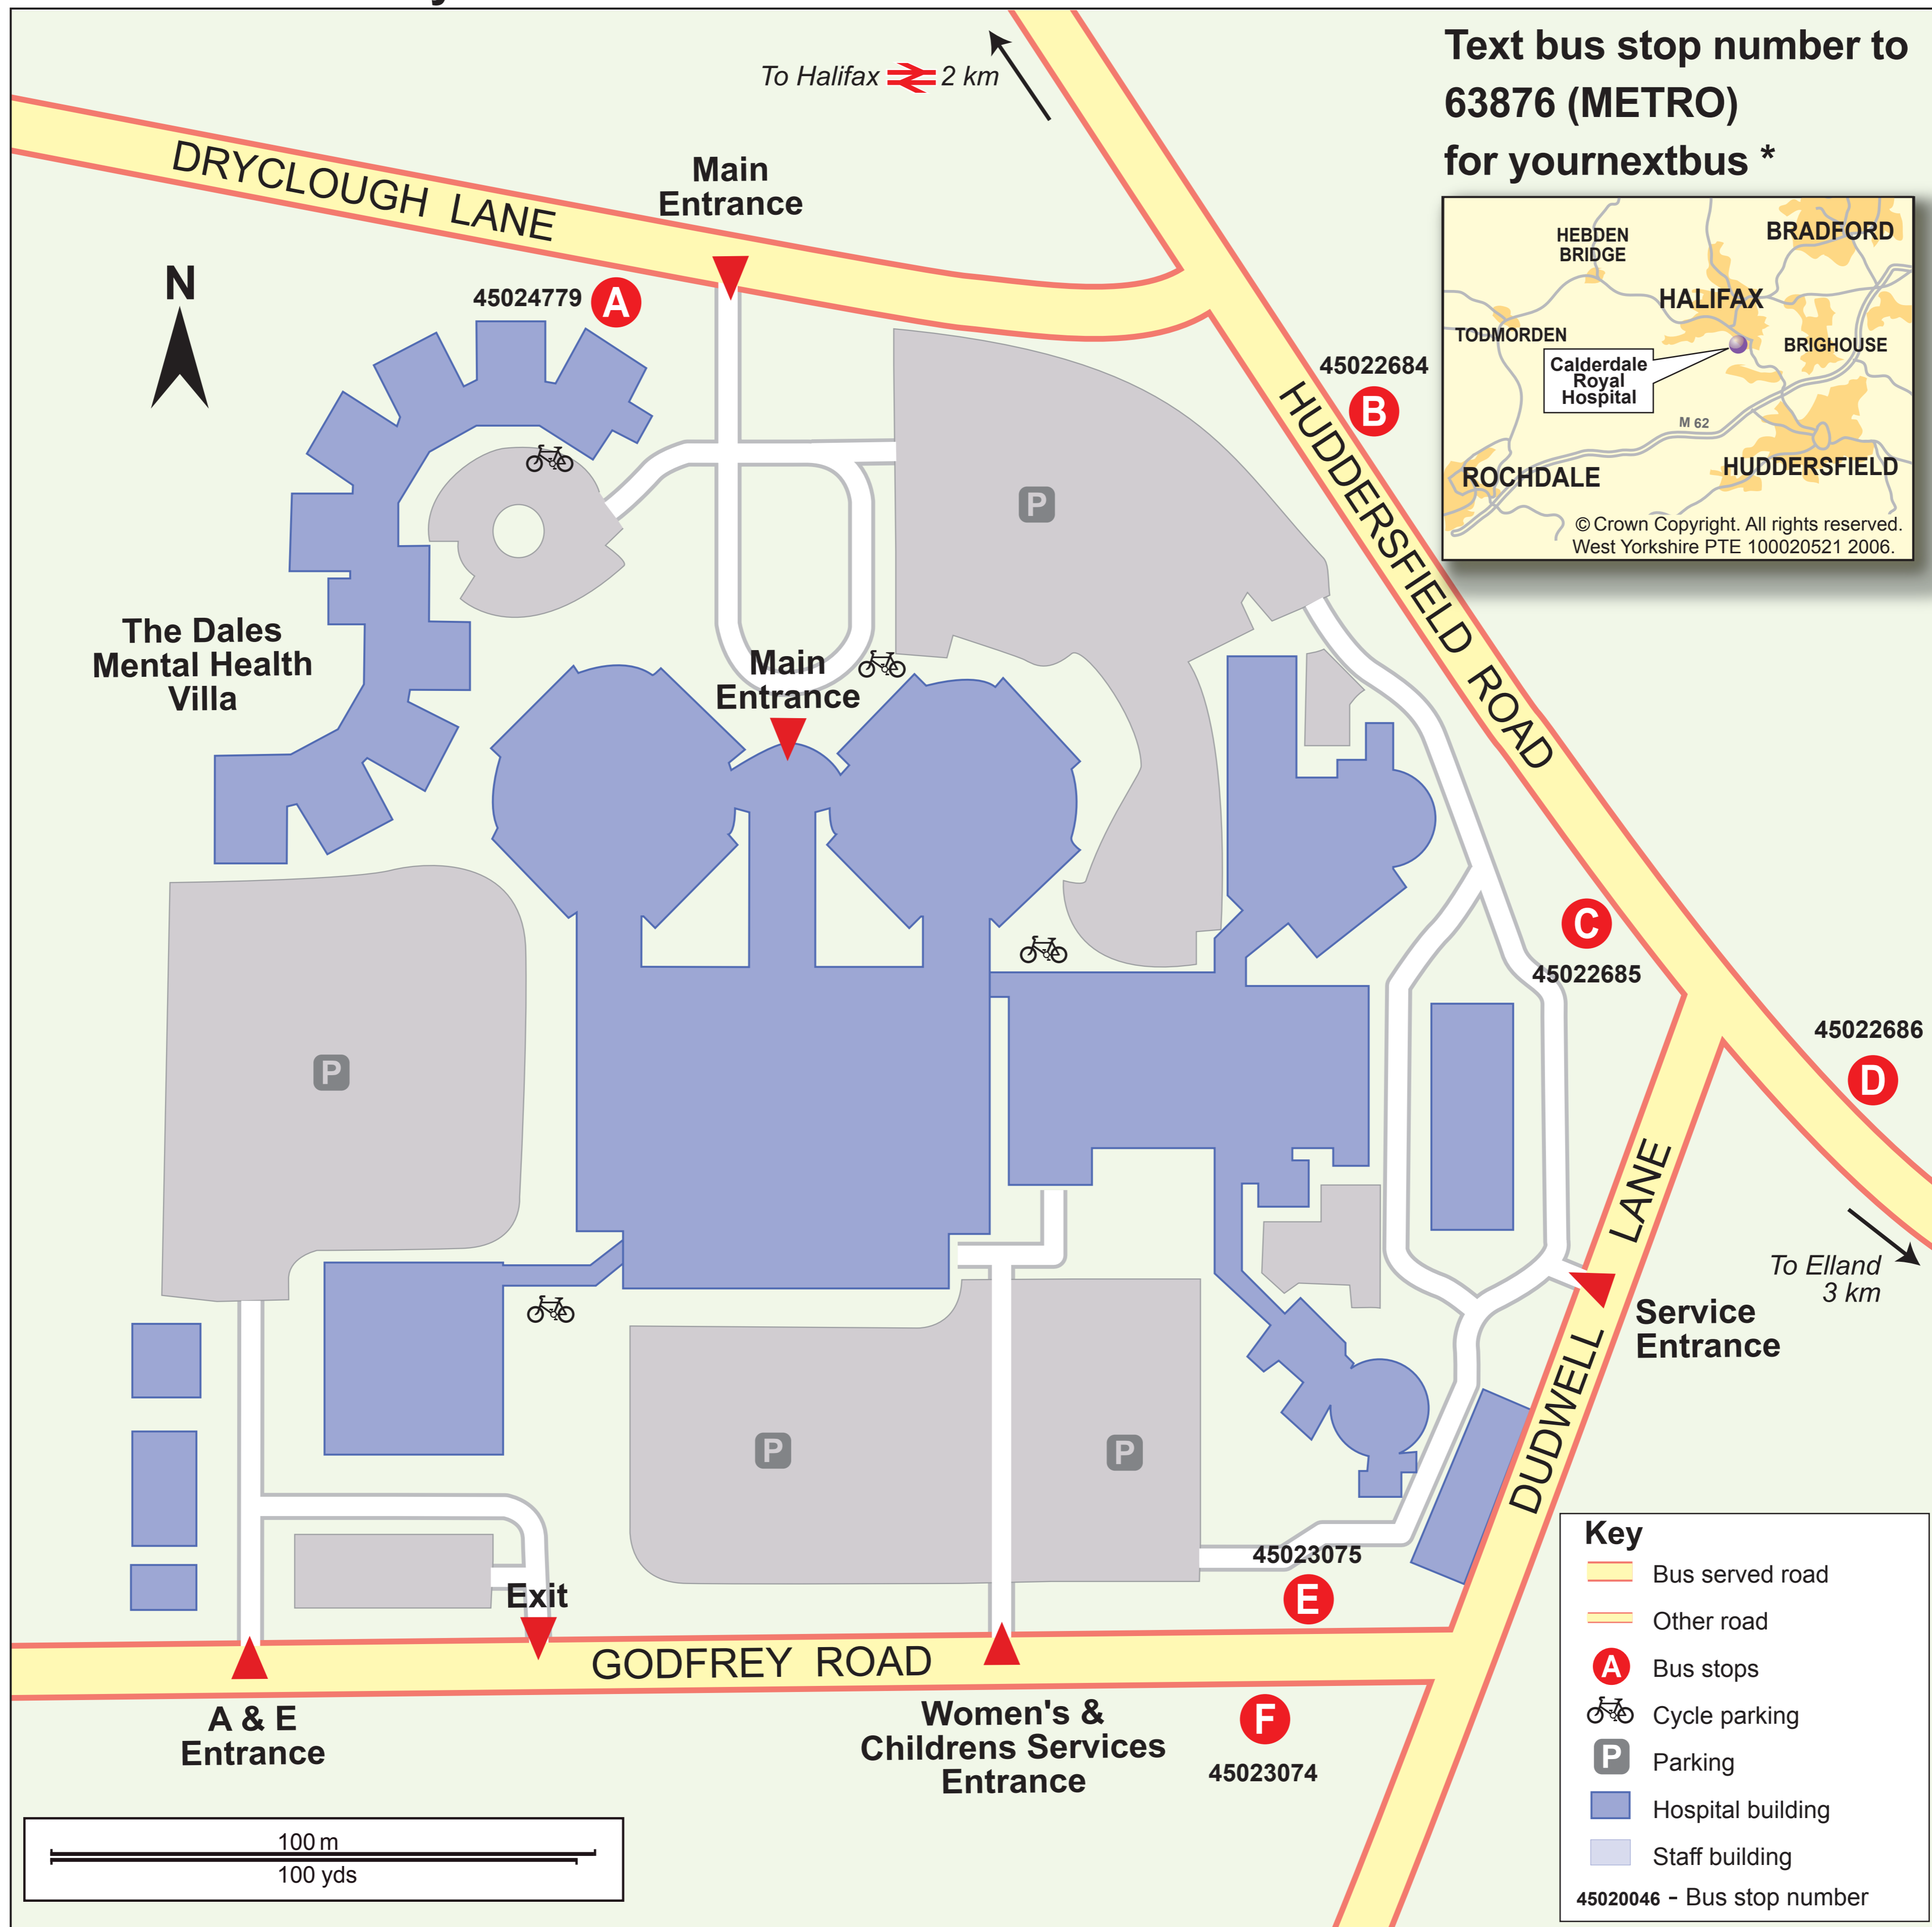 To Halifax 2 km
Text bus stop number to
63876 (METRO)
for yournextbus *
DRYCLOUGH LANE
Main
Entrance
N
45024779
A
45022684
B
HUDDERSFIELD ROAD
HEBDEN
BRIDGE
BRADFORD
HALIFAX
TODMORDEN
BRIGHOUSE
Calderdale
Royal
Hospital
M 62
HUDDERSFIELD
ROCHDALE
© Crown Copyright. All rights reserved.
West Yorkshire PTE 100020521 2006.
P
The Dales
Mental Health
Villa
Main
Entrance
C
45022685
45022686
D
P
DUDWELL LANE
To Elland
3 km
Service
Entrance
P
P
45023075
E
Exit
GODFREY ROAD
A & E
Entrance
Women's &
Childrens Services
Entrance
F
45023074
100 m
100 yds
Key
Bus served road
Other road
A Bus stops
Cycle parking
P Parking
Hospital building
Staff building
45020046 - Bus stop number